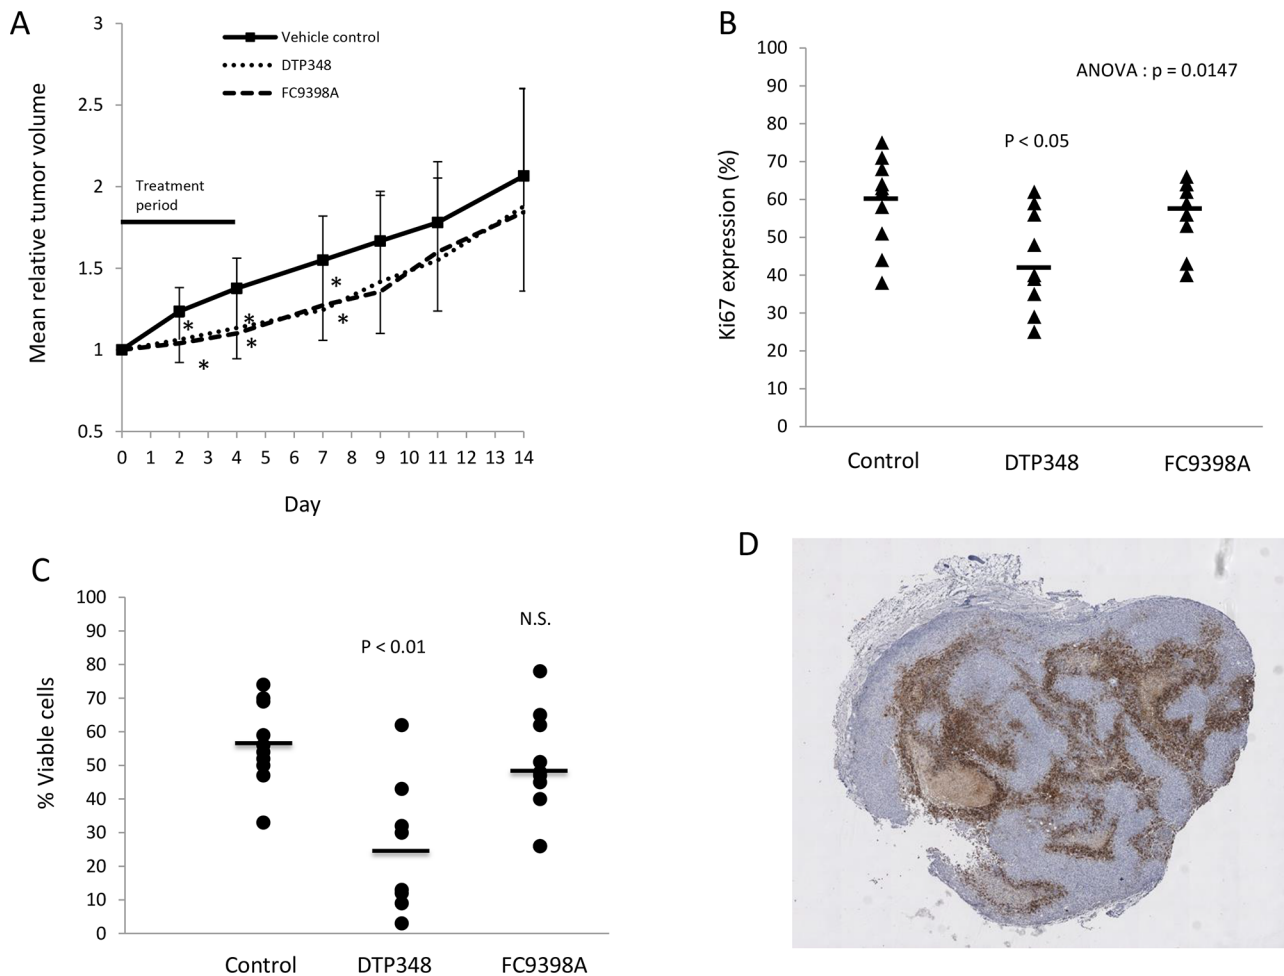 A
3
2.5
2
1.5
1
0.5
Mean relative tumor volume
Vehicle control
DTP348
FC9398A
Treatment
period
*
*
*
*
*
*
0 1 2 3 4 5 6 7 8 9 10 11 12 13 14
Day
B
100
90
80
70
60
50
40
30
20
10
0
Ki67 expression (%)
ANOVA : p = 0.0147
P < 0.05
Control DTP348 FC9398A
C
100
90
80
70
60
50
40
30
20
10
0
% Viable cells
P < 0.01
N.S.
Control DTP348 FC9398A
D